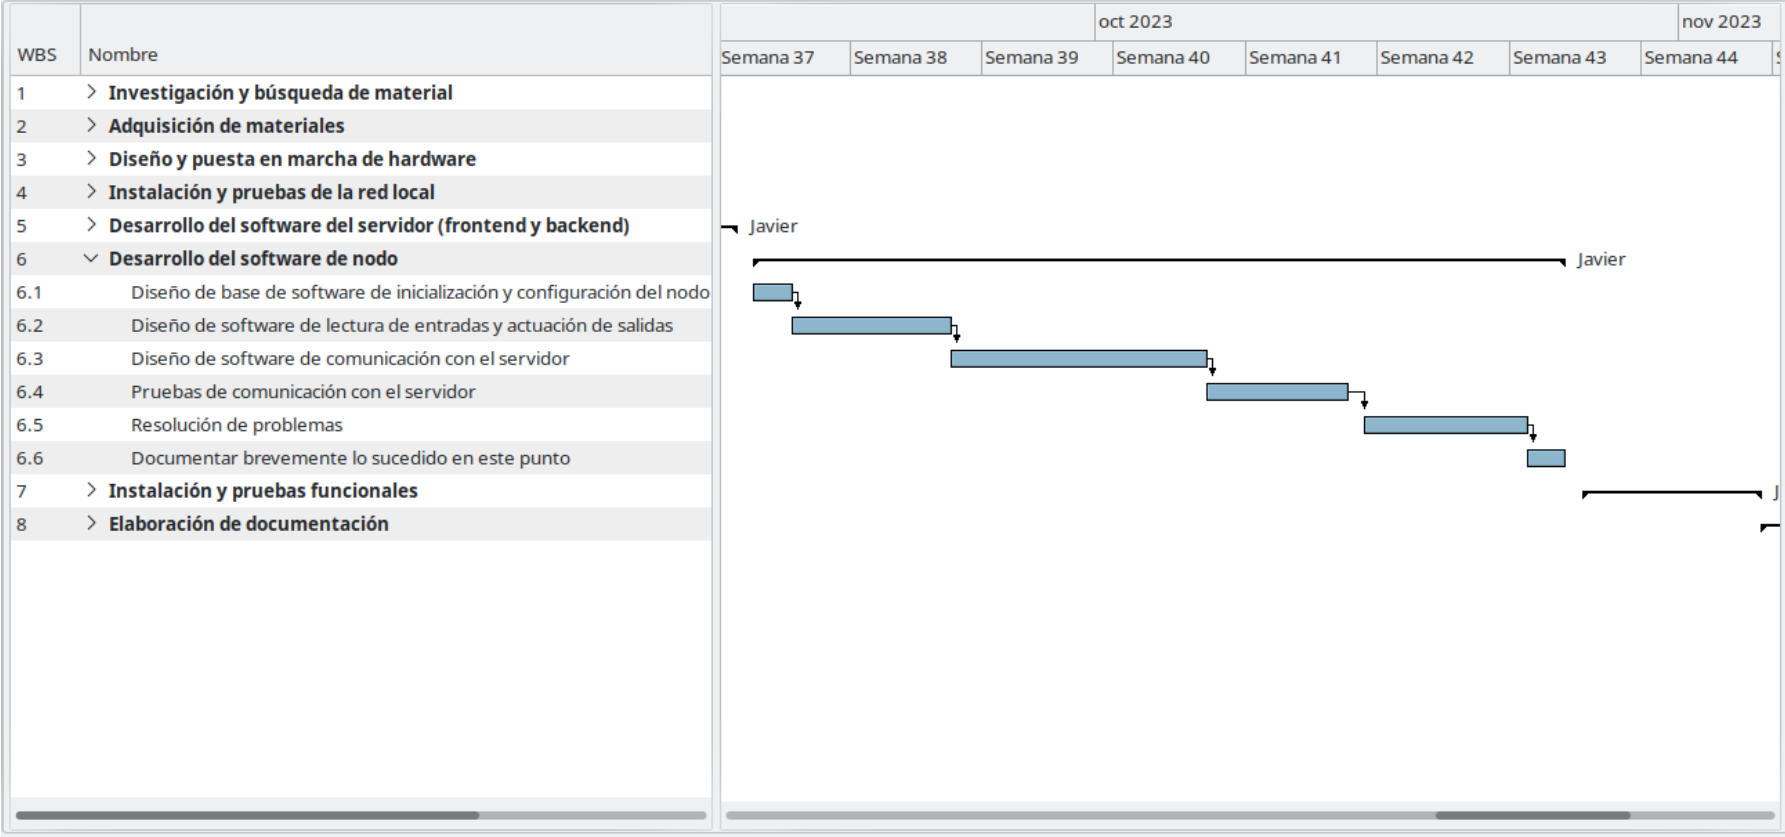 oct 2023
nov 2023
WBS
Nombre
Semana 37
Semana 38
Semana 39
Semana 40
Semana 41
Semana 42
Semana 43
Semana 44
1 Investigación y búsqueda de material
2 Adquisición de materiales
3 Diseño y puesta en marcha de hardware
4 Instalación y pruebas de la red local
5 Desarrollo del software del servidor (frontend y backend) Javier
6 Desarrollo del software de nodo Javier
6.1 Diseño de base de software de inicialización y configuración del nodo
6.2 Diseño de software de lectura de entradas y actuación de salidas
6.3 Diseño de software de comunicación con el servidor
6.4 Pruebas de comunicación con el servidor
6.5 Resolución de problemas
6.6 Documentar brevemente lo sucedido en este punto
7 Instalación y pruebas funcionales J
8 Elaboración de documentación